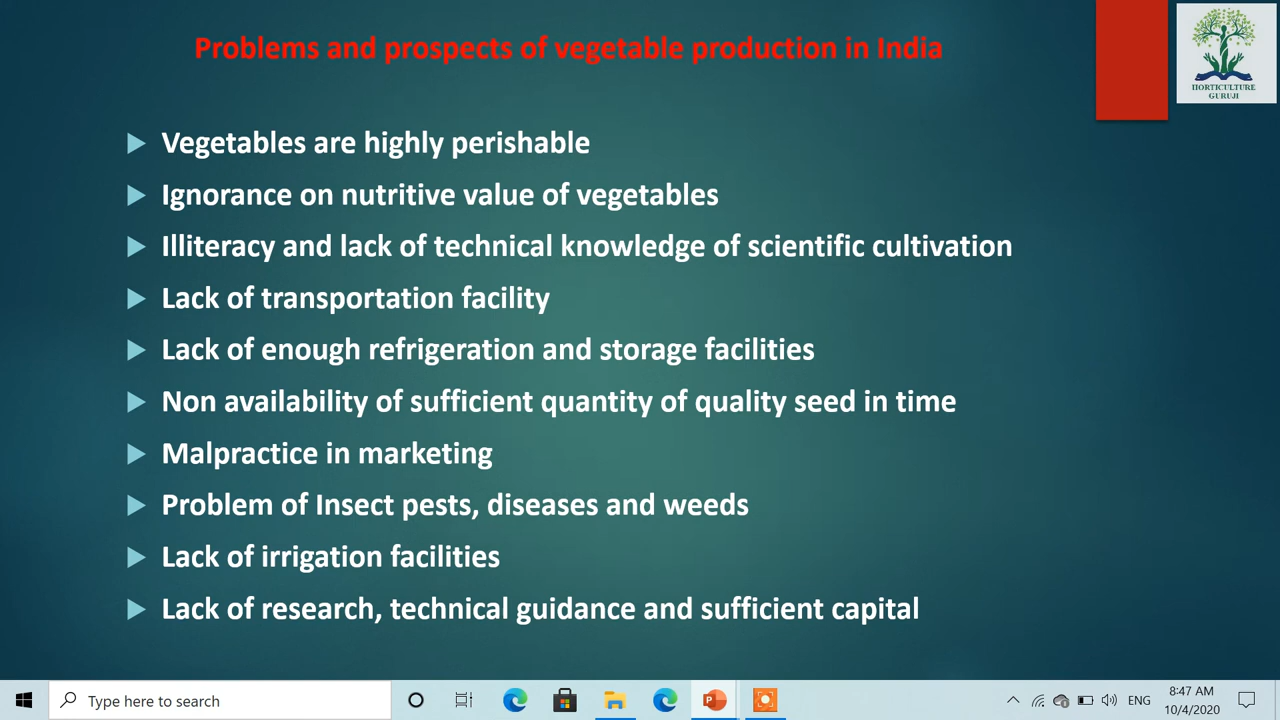 Problems and prospects of vegetable production in India
HORTICULTURE
GURUJI
Vegetables are highly perishable
Ignorance on nutritive value of vegetables
Illiteracy and lack of technical knowledge of scientific cultivation
Lack of transportation facility
Lack of enough refrigeration and storage facilities
Non availability of sufficient quantity of quality seed in time
Malpractice in marketing
Problem of Insect pests, diseases and weeds
Lack of irrigation facilities
Lack of research, technical guidance and sufficient capital
Type here to search
ENG
8:47 AM
10/4/2020